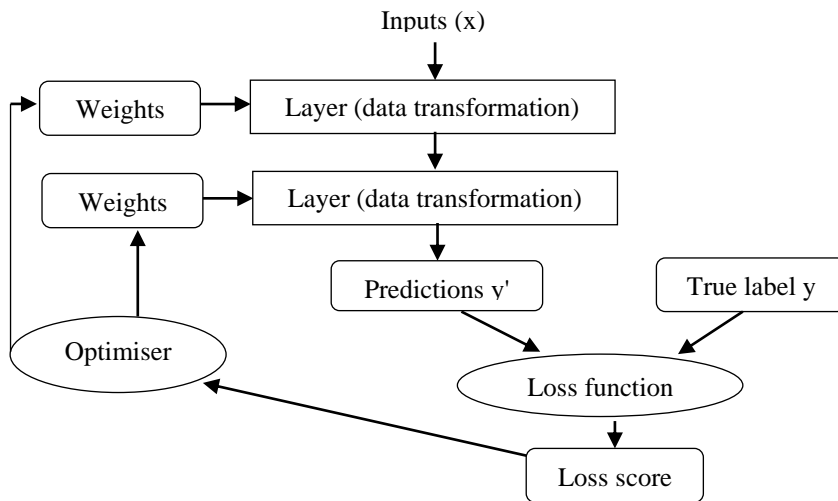 Inputs (x)
Weights
Layer (data transformation)
Weights
Layer (data transformation)
Predictions y'
True label y
Optimiser
Loss function
Loss score